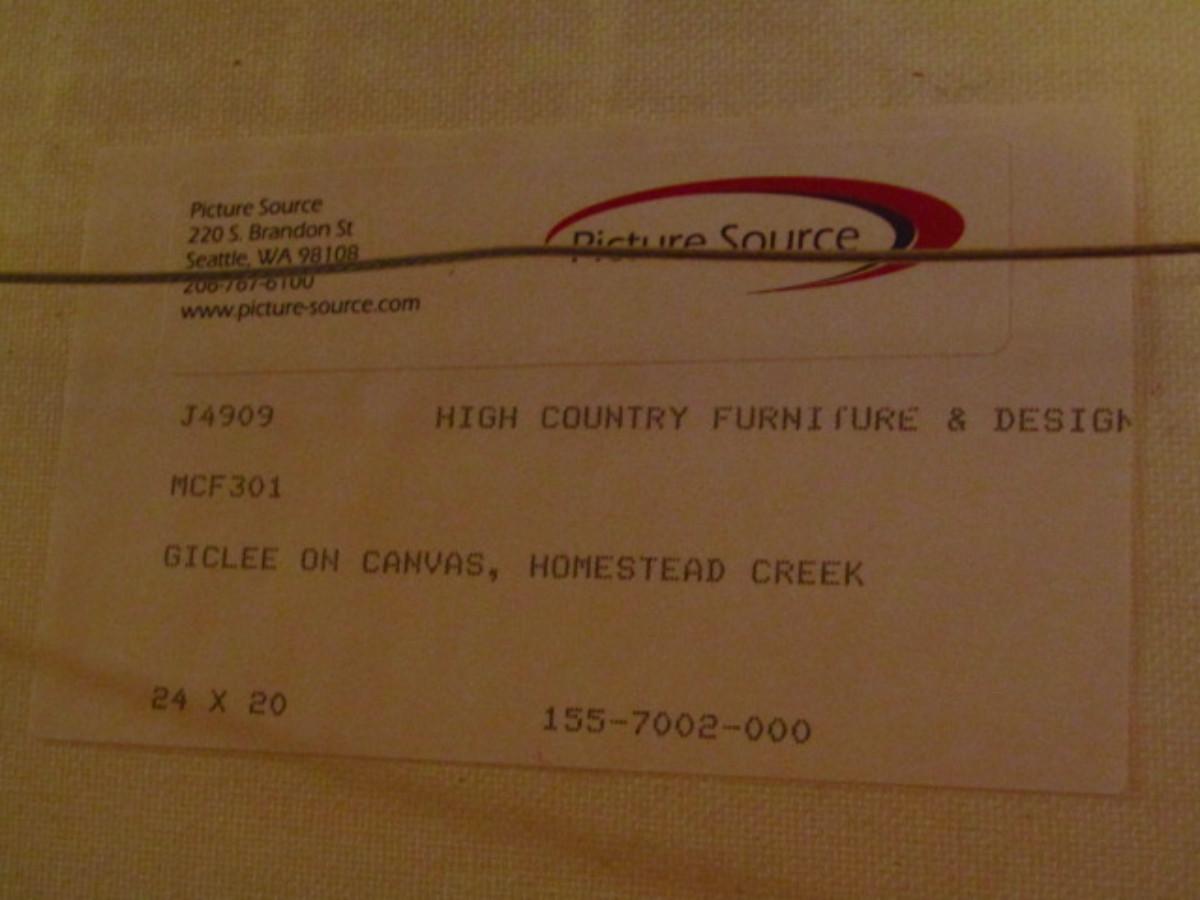 Picture Source
220 S. Brandon St
Seattle, WA 98108
206-767-6100
www.picture-source.com
Picture Source
J4909 HIGH COUNTRY FURNITURE & DESIGN
MCF301
GICLEE ON CANVAS, HOMESTEAD CREEK
24 X 20 155-7002-000